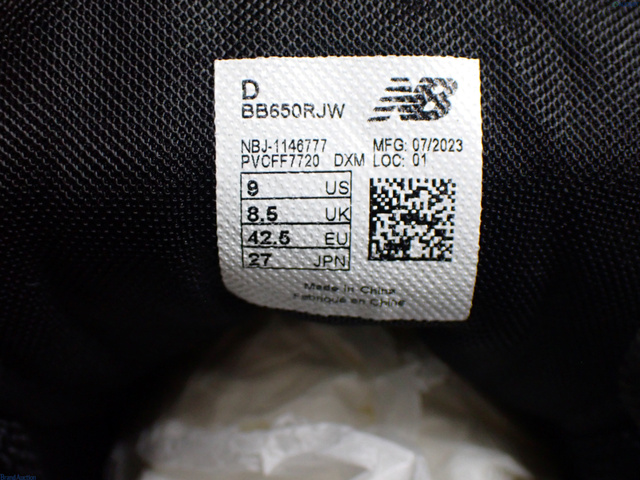 D
BB650RJW
NB
NBJ-1146777 MFG: 07/2023
PVCFF7720 DXM LOC: 01
9 US
8.5 UK
42.5 EU
27 JPN
Made in China
Fabriqué en Chine